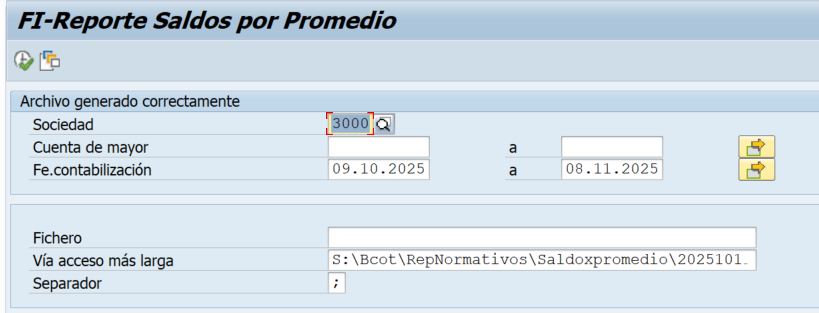 FI-Reporte Saldos por Promedio
Archivo generado correctamente
Sociedad 3000
Cuenta de mayor a
Fe.contabilización 09.10.2025 a 08.11.2025
Fichero
Vía acceso más larga S:\Bcot\RepNormativos\Saldoxpromedio\2025101
Separador ;